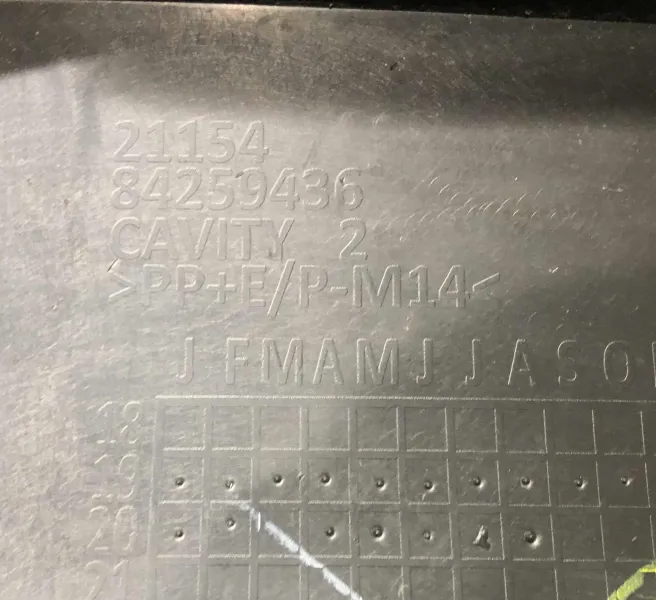 21154
84259436
CAVITY 2
>PP+E/P-M14<
J F M A M J J A S O
18
19
20
21